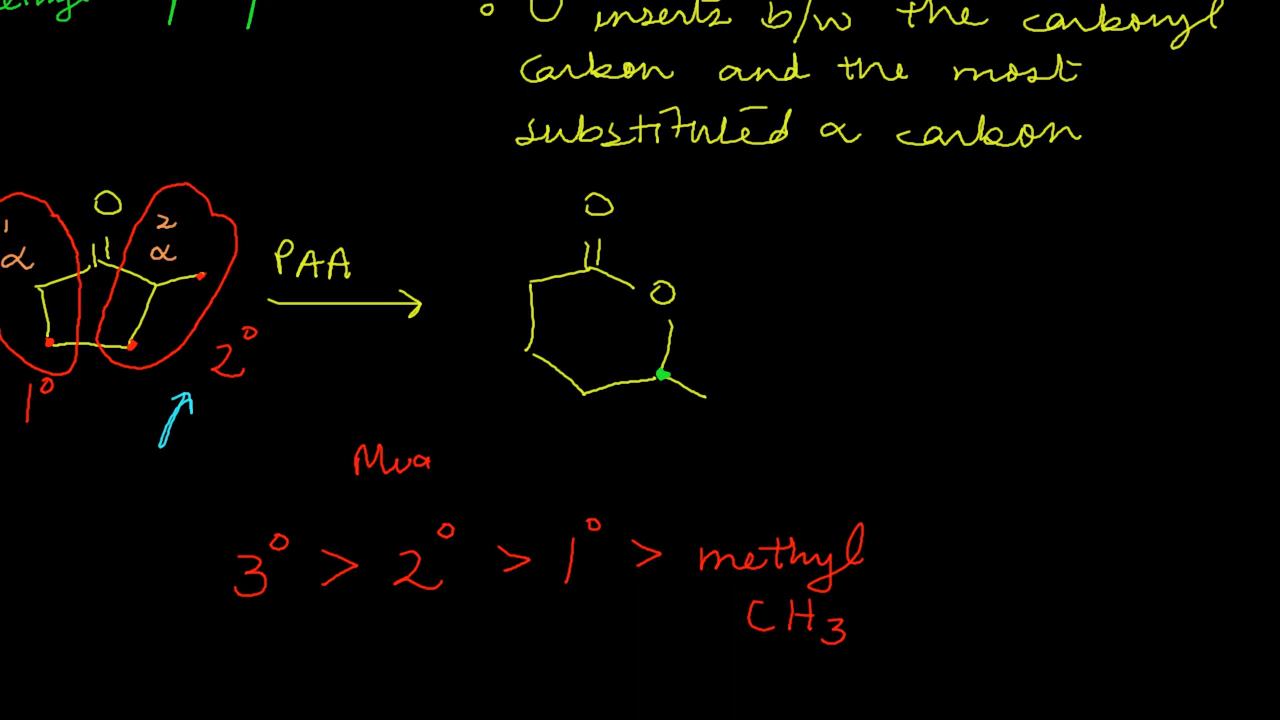 O inserts b/w the carbonyl
carbon and the most
substituted α carbon
O
1
α
2
α
PAA
O
O
1°
2°
Mva
3° > 2° > 1° > methyl
CH3